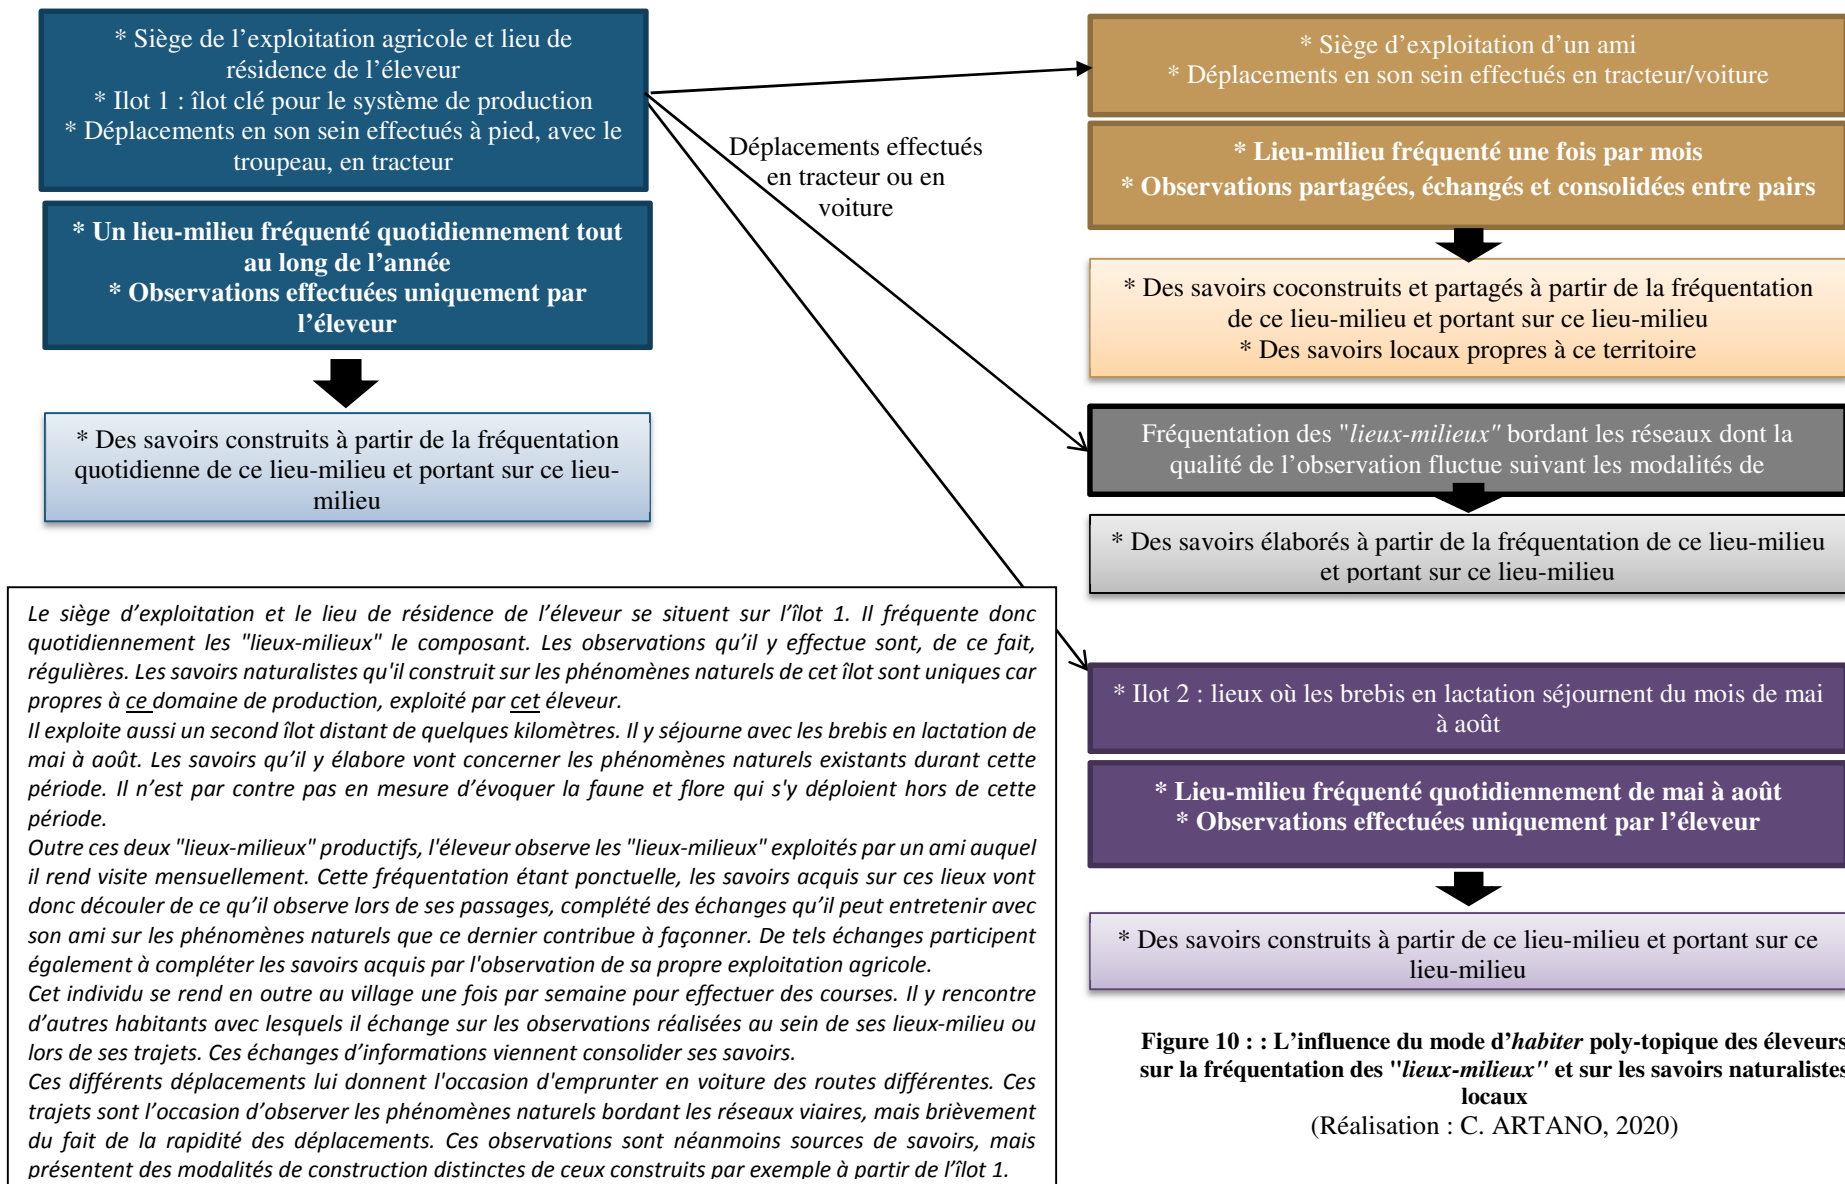 * Siège de l’exploitation agricole et lieu de
résidence de l’éleveur
* Ilot 1 : îlot clé pour le système de production
* Déplacements en son sein effectués à pied, avec le
troupeau, en tracteur
* Un lieu-milieu fréquenté quotidiennement tout
au long de l’année
* Observations effectuées uniquement par
l’éleveur
* Des savoirs construits à partir de la fréquentation
quotidienne de ce lieu-milieu et portant sur ce lieu-
milieu
Déplacements effectués
en tracteur ou en
voiture
* Siège d’exploitation d’un ami
* Déplacements en son sein effectués en tracteur/voiture
* Lieu-milieu fréquenté une fois par mois
* Observations partagées, échangés et consolidées entre pairs
* Des savoirs coconstruits et partagés à partir de la fréquentation
de ce lieu-milieu et portant sur ce lieu-milieu
* Des savoirs locaux propres à ce territoire
Fréquentation des "lieux-milieux" bordant les réseaux dont la
qualité de l’observation fluctue suivant les modalités de
* Des savoirs élaborés à partir de la fréquentation de ce lieu-milieu
et portant sur ce lieu-milieu
* Ilot 2 : lieux où les brebis en lactation séjournent du mois de mai
à août
* Lieu-milieu fréquenté quotidiennement de mai à août
* Observations effectuées uniquement par l’éleveur
* Des savoirs construits à partir de ce lieu-milieu et portant sur ce
lieu-milieu
Le siège d’exploitation et le lieu de résidence de l’éleveur se situent sur l’îlot 1. Il fréquente donc
quotidiennement les "lieux-milieux" le composant. Les observations qu’il y effectue sont, de ce fait,
régulières. Les savoirs naturalistes qu'il construit sur les phénomènes naturels de cet îlot sont uniques car
propres à ce domaine de production, exploité par cet éleveur.
Il exploite aussi un second îlot distant de quelques kilomètres. Il y séjourne avec les brebis en lactation de
mai à août. Les savoirs qu’il y élabore vont concerner les phénomènes naturels existants durant cette
période. Il n’est par contre pas en mesure d’évoquer la faune et flore qui s'y déploient hors de cette
période.
Outre ces deux "lieux-milieux" productifs, l'éleveur observe les "lieux-milieux" exploités par un ami auquel
il rend visite mensuellement. Cette fréquentation étant ponctuelle, les savoirs acquis sur ces lieux vont
donc découler de ce qu’il observe lors de ses passages, complété des échanges qu’il peut entretenir avec
son ami sur les phénomènes naturels que ce dernier contribue à façonner. De tels échanges participent
également à compléter les savoirs acquis par l'observation de sa propre exploitation agricole.
Cet individu se rend en outre au village une fois par semaine pour effectuer des courses. Il y rencontre
d’autres habitants avec lesquels il échange sur les observations réalisées au sein de ses lieux-milieu ou
lors de ses trajets. Ces échanges d’informations viennent consolider ses savoirs.
Ces différents déplacements lui donnent l'occasion d'emprunter en voiture des routes différentes. Ces
trajets sont l’occasion d’observer les phénomènes naturels bordant les réseaux viaires, mais brièvement
du fait de la rapidité des déplacements. Ces observations sont néanmoins sources de savoirs, mais
présentent des modalités de construction distinctes de ceux construits par exemple à partir de l’îlot 1.
Figure 10 : : L’influence du mode d’habiter poly-topique des éleveurs
sur la fréquentation des "lieux-milieux" et sur les savoirs naturalistes
locaux
(Réalisation : C. ARTANO, 2020)